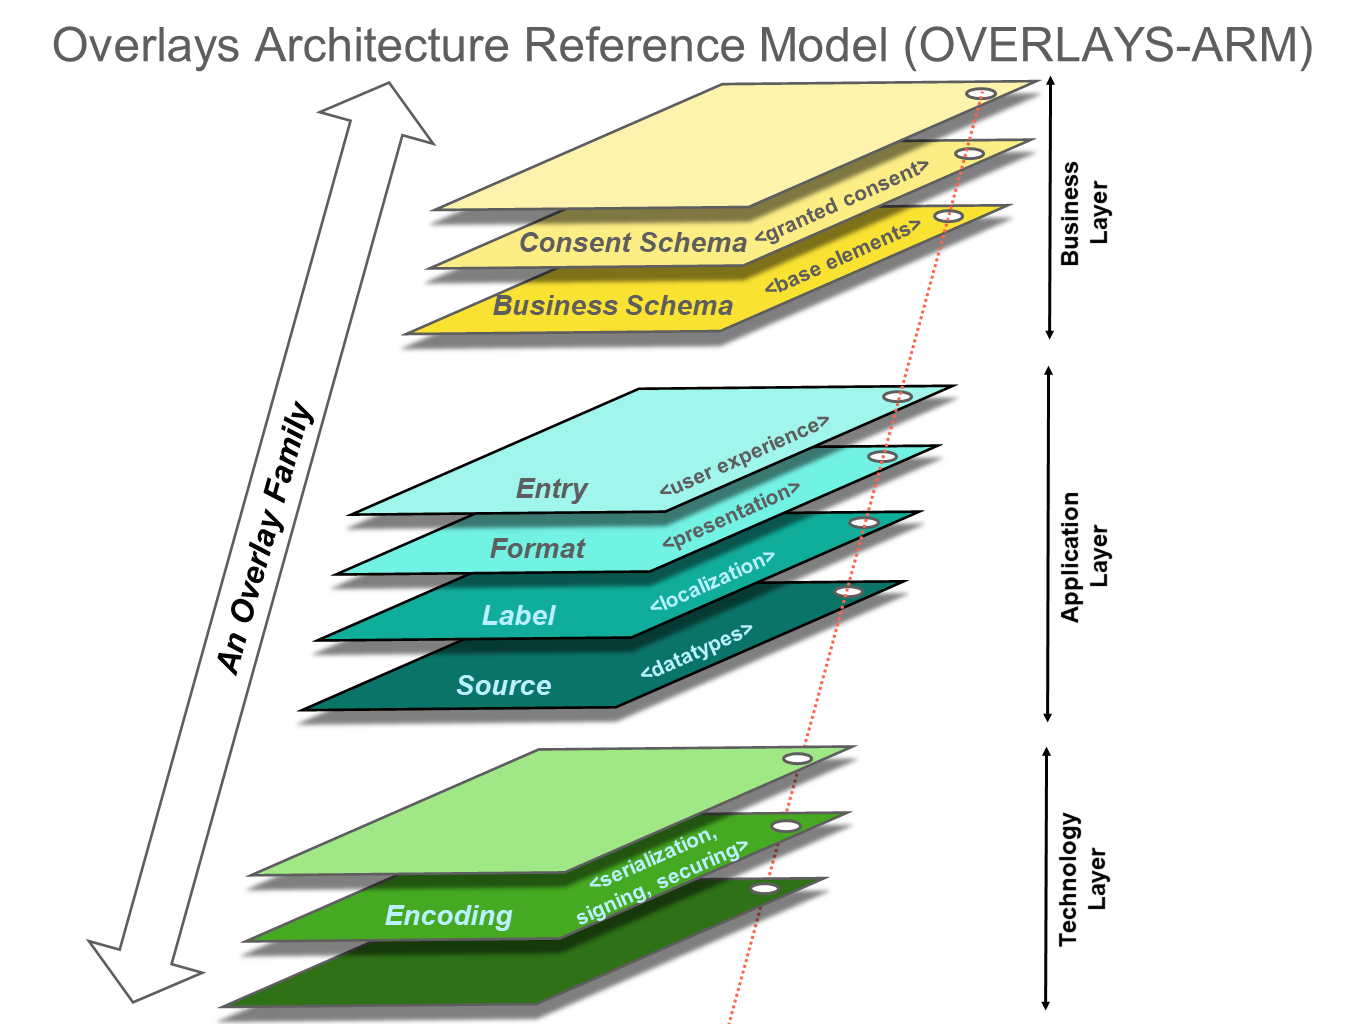 Overlays Architecture Reference Model (OVERLAYS-ARM)
An Overlay Family
Consent Schema
<granted consent>
Business Schema
<base elements>
Business
Layer
Entry
<user experience>
Format
<presentation>
Label
<localization>
Source
<datatypes>
Application
Layer
Encoding
<serialization,
signing, securing>
Technology
Layer